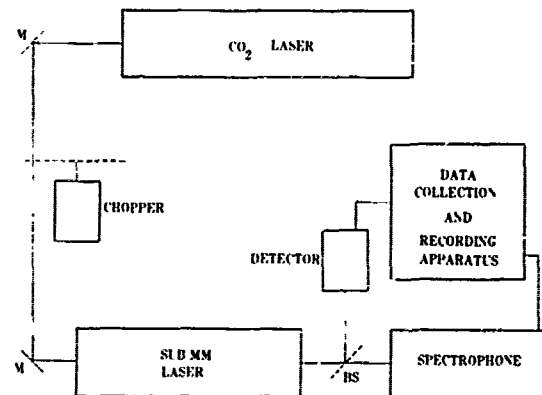 M
CO2 LASER
CHOPPER
DATA
COLLECTION
AND
RECORDING
APPARATUS
DETECTOR
M
SUB MM
LASER
BS
SPECTROPHONE